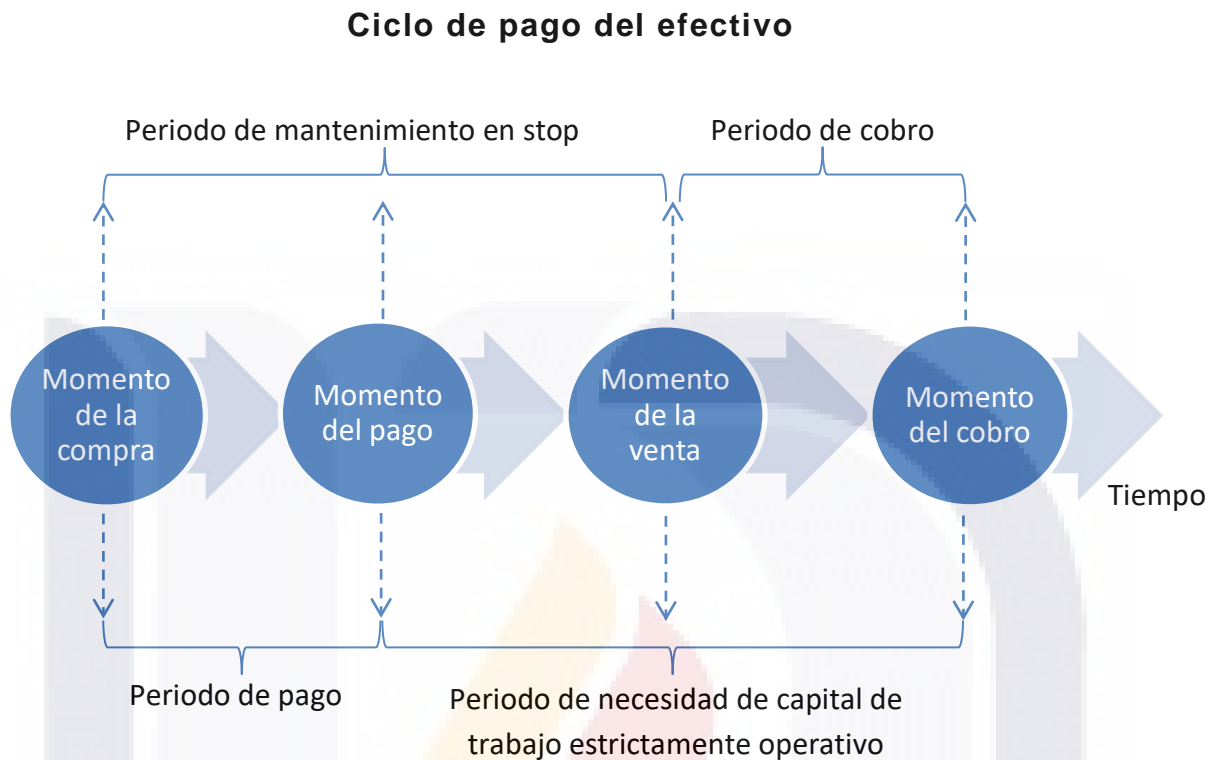 Ciclo de pago del efectivo
Periodo de mantenimiento en stop
Periodo de cobro
Momento
de la
compra
Momento
del pago
Momento
de la
venta
Momento
del cobro
Tiempo
Periodo de pago
Periodo de necesidad de capital de
trabajo estrictamente operativo